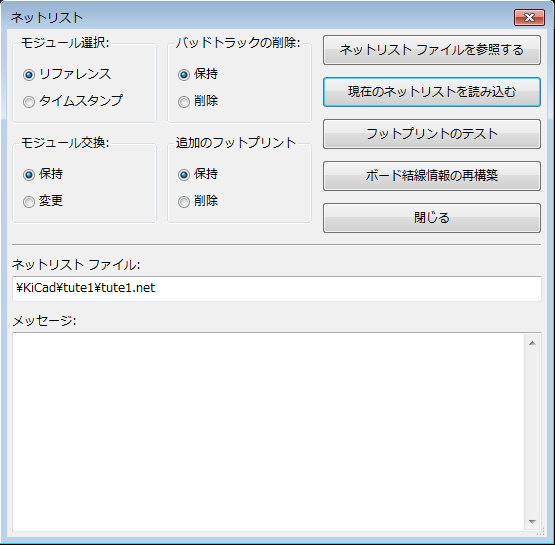 ネットリスト
モジュール選択:
リファレンス
タイムスタンプ
バッドトラックの削除:
保持
削除
モジュール交換:
保持
変更
追加のフットプリント
保持
削除
ネットリスト ファイルを参照する
現在のネットリストを読み込む
フットプリントのテスト
ボード結線情報の再構築
閉じる
ネットリスト ファイル:
¥KiCad¥tute1¥tute1.net
メッセージ: